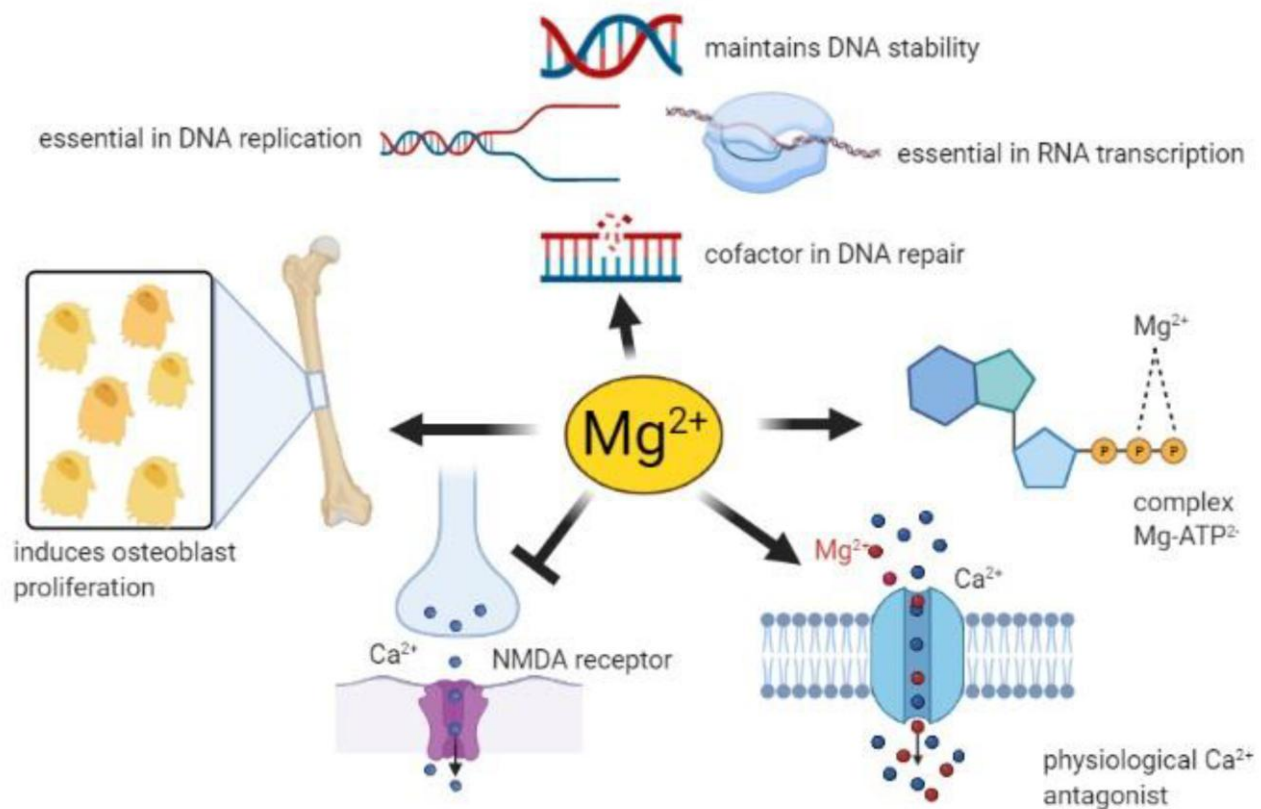 maintains DNA stability
essential in DNA replication
essential in RNA transcription
cofactor in DNA repair
Mg²⁺
Mg²⁺
P P P
complex
Mg-ATP²⁻
induces osteoblast
proliferation
Mg²⁺
Ca²⁺
Ca²⁺
NMDA receptor
physiological Ca²⁺
antagonist